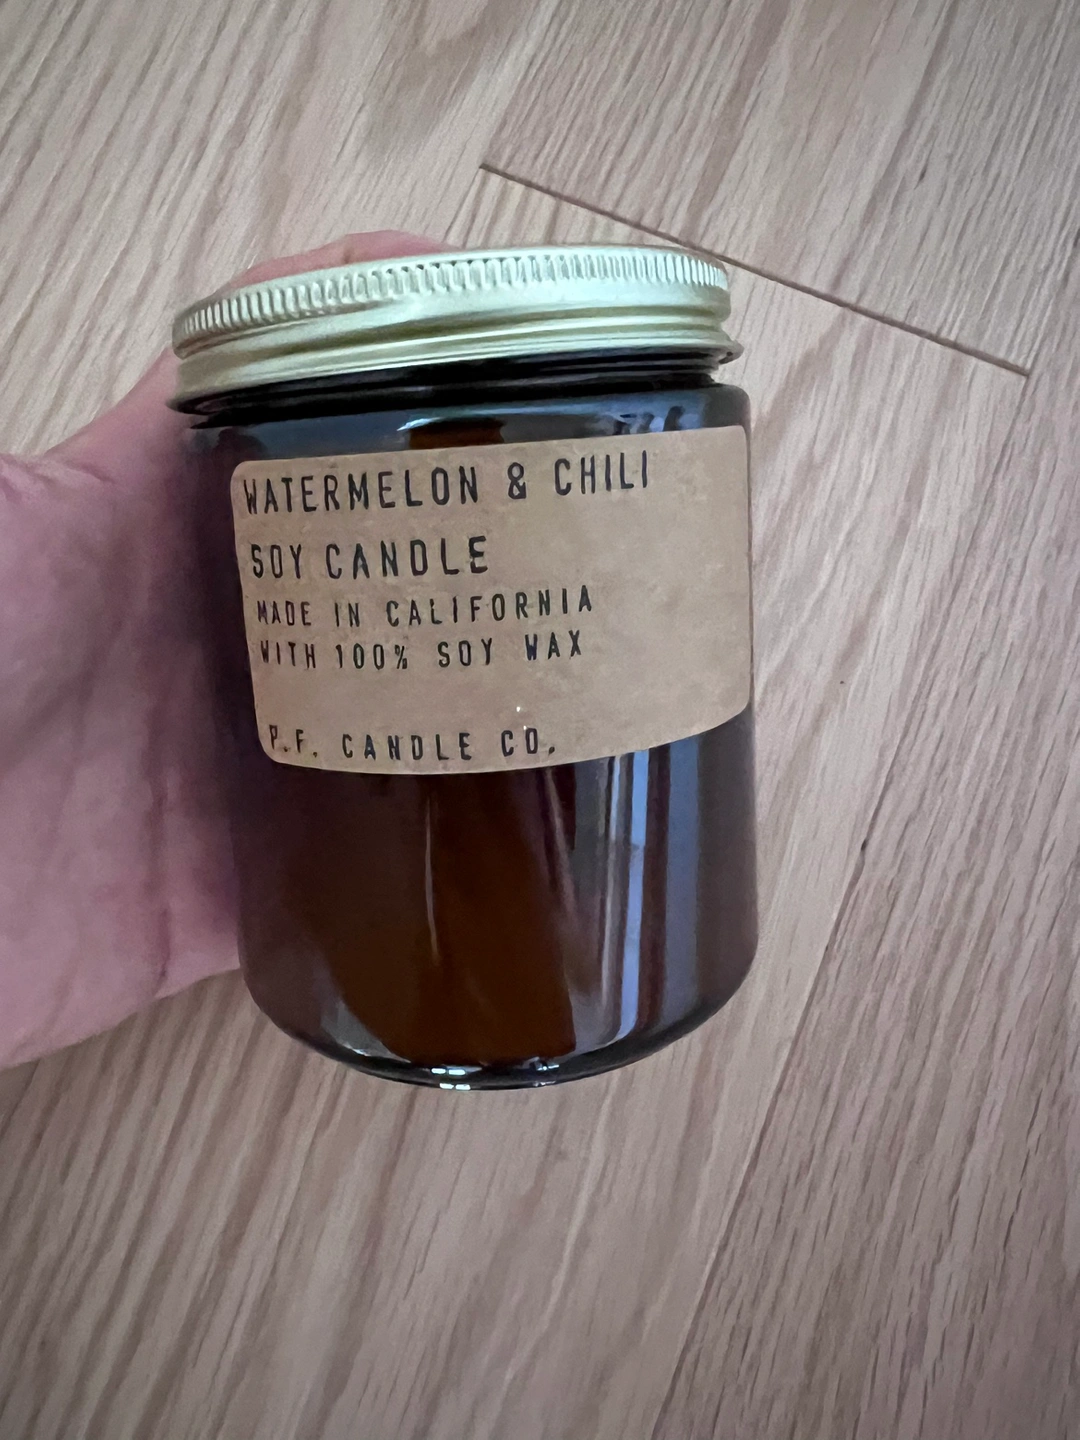 WATERMELON & CHILI
SOY CANDLE
MADE IN CALIFORNIA
WITH 100% SOY WAX
P.F. CANDLE CO.